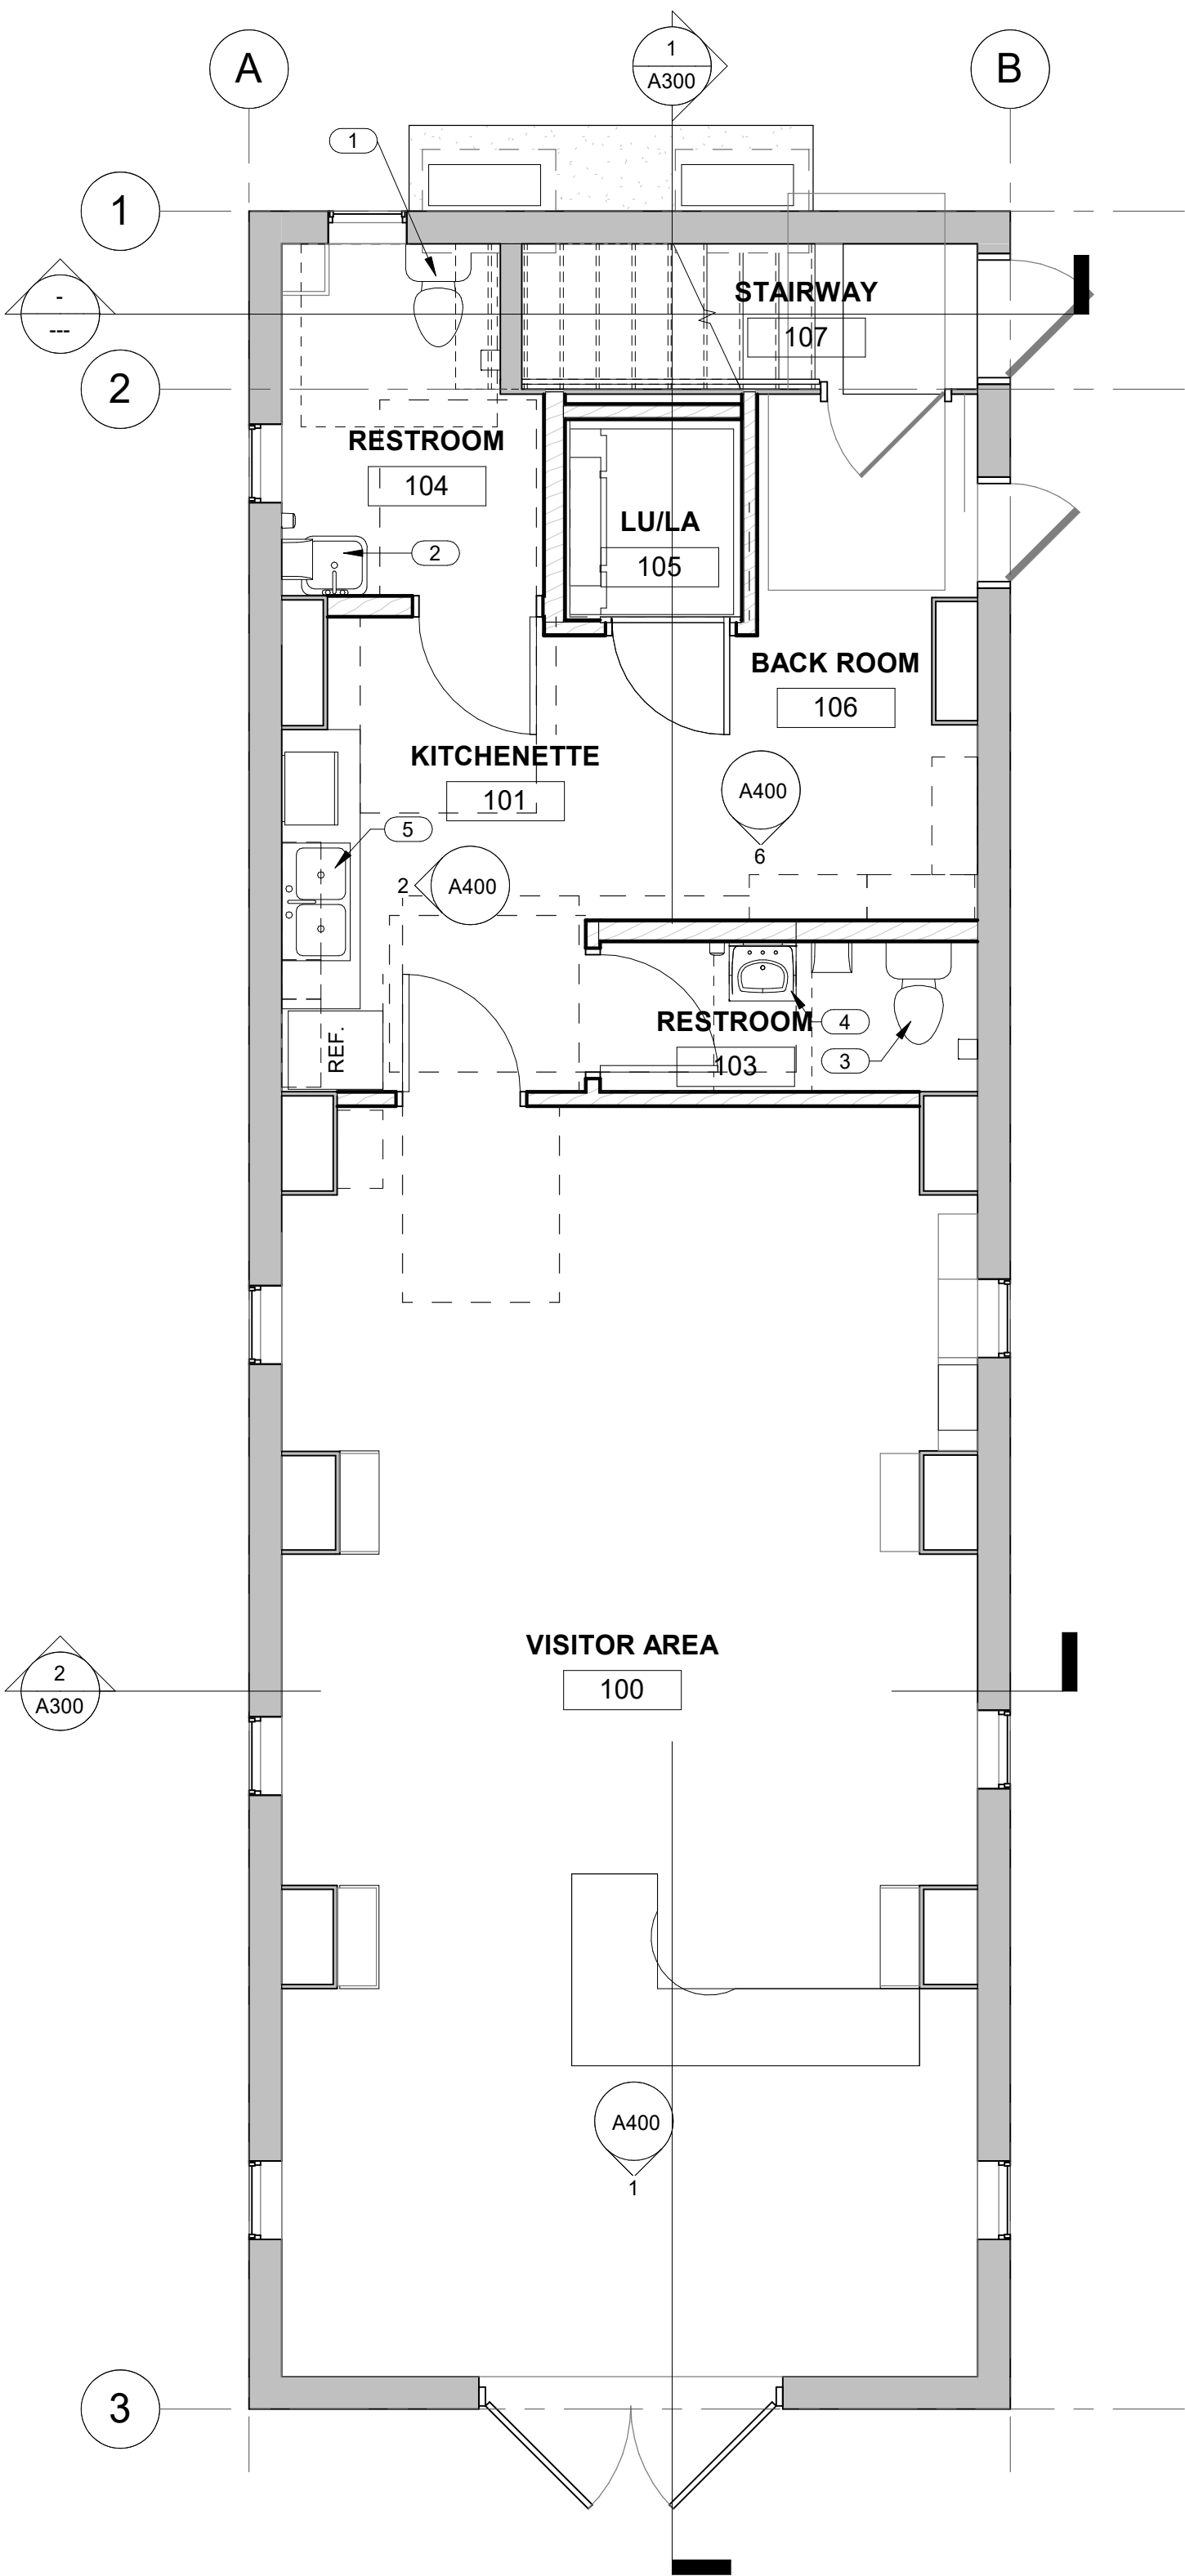 A
1
A300
B
1
1
-
---
STAIRWAY
107
2
RESTROOM
104
LU/LA
105
2
BACK ROOM
106
KITCHENETTE
101
A400
6
5
2
A400
RESTROOM
103
4
3
REF.
VISITOR AREA
100
2
A300
A400
1
3